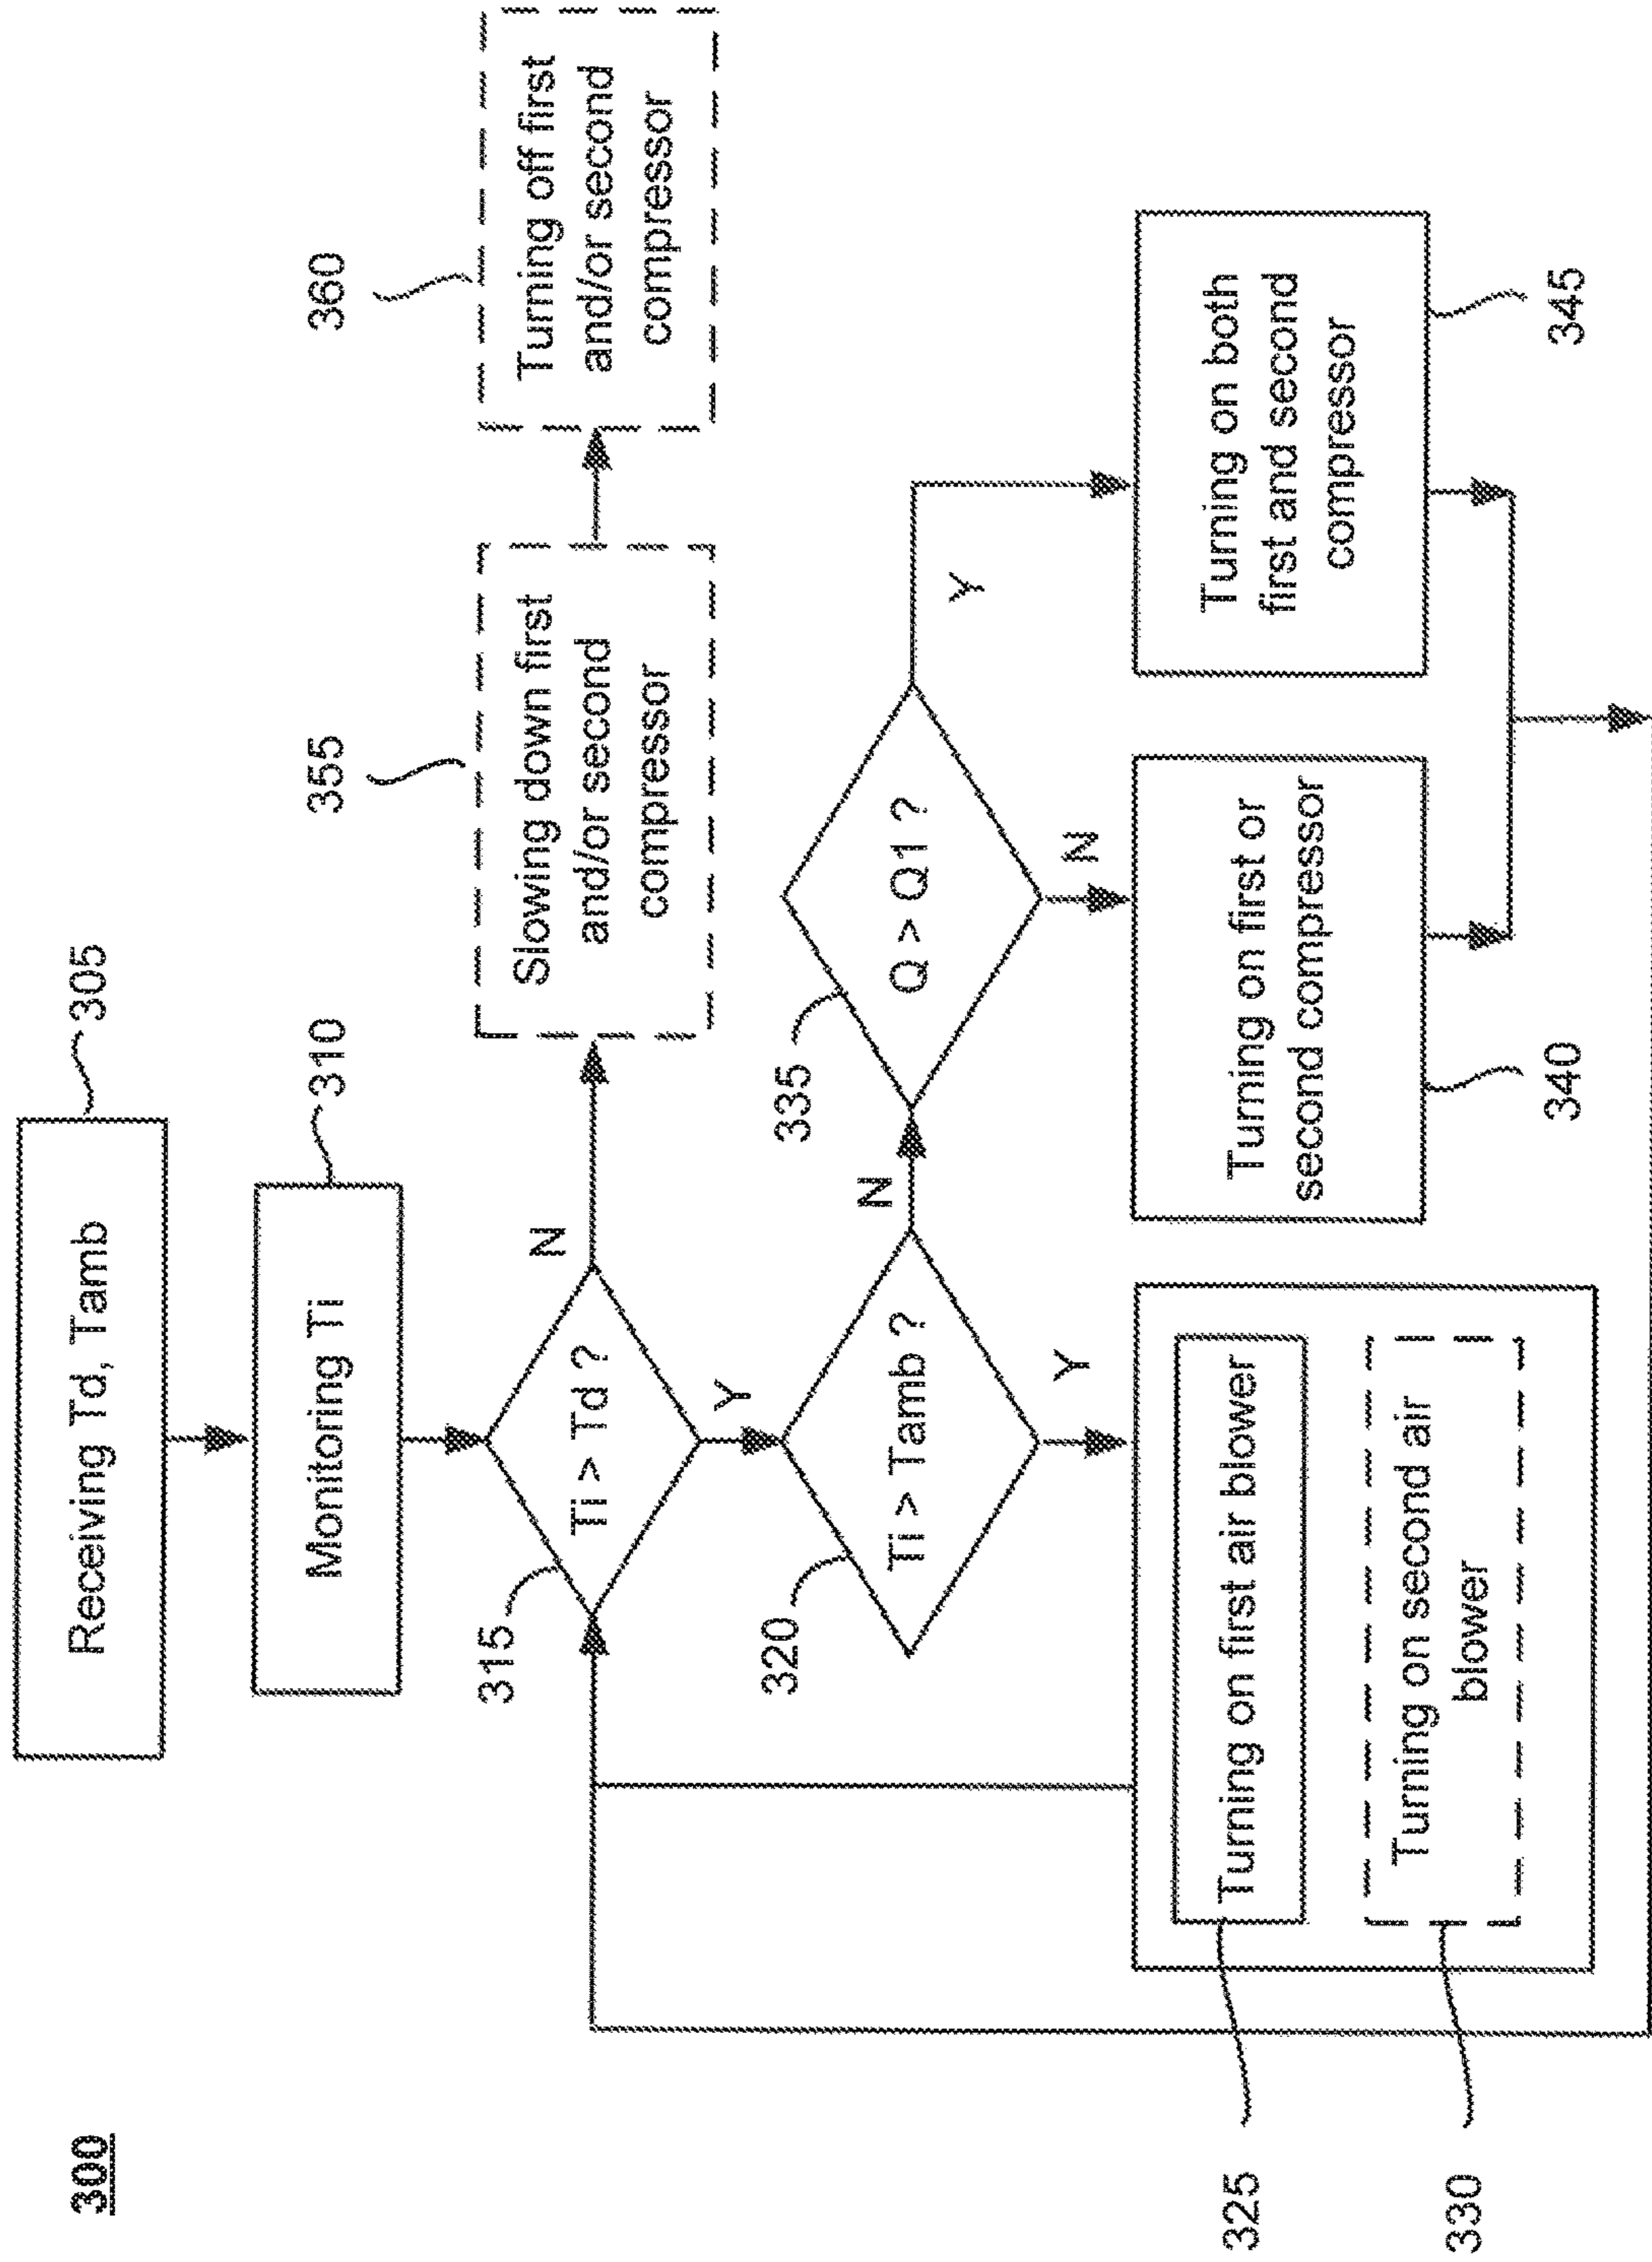 300
Receiving Td, Tamb
305
Monitoring Ti
310
315
Ti > Td ?
N
Y
355
Slowing down first
and/or second
compressor
360
Turning off first
and/or second
compressor
320
Ti > Tamb ?
N
Y
335
Q > Q1 ?
Y
N
325
Turning on first air blower
330
Turning on second air
blower
Turning on first or
second compressor
340
Turning on both
first and second
compressor
345